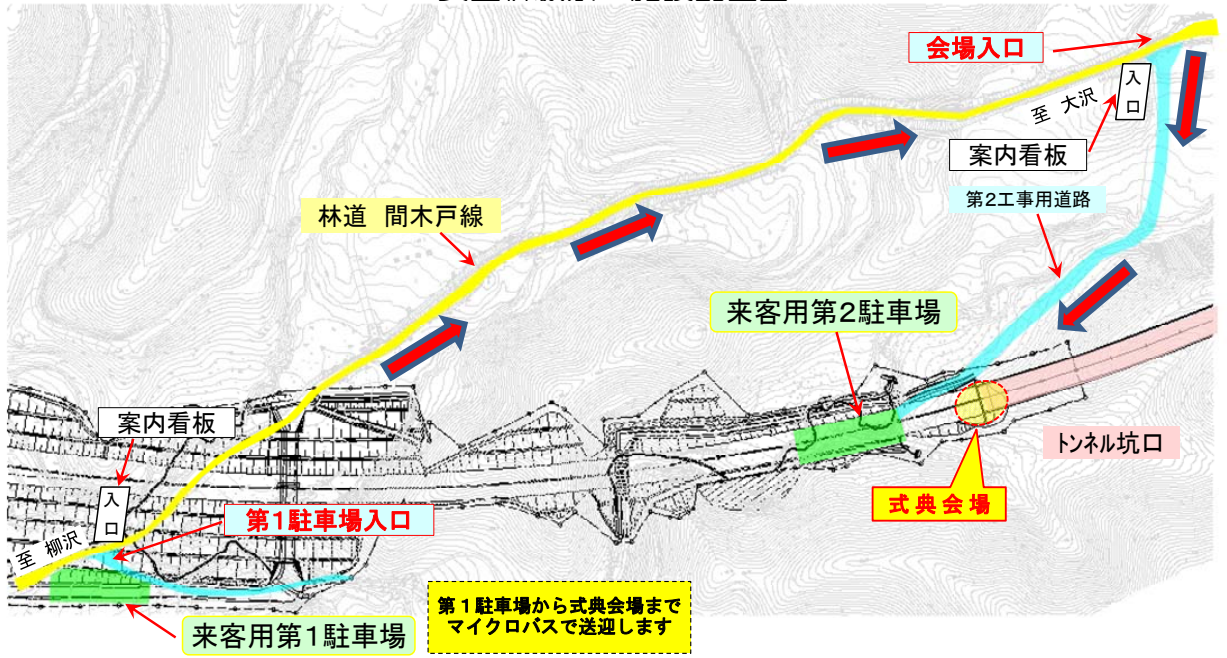 会場入口
入口
至 大沢
案内看板
第2工事用道路
林道 間木戸線
来客用第2駐車場
トンネル坑口
式典会場
案内看板
入口
第1駐車場入口
至 柳沢
来客用第1駐車場
第1駐車場から式典会場まで
マイクロバスで送迎します